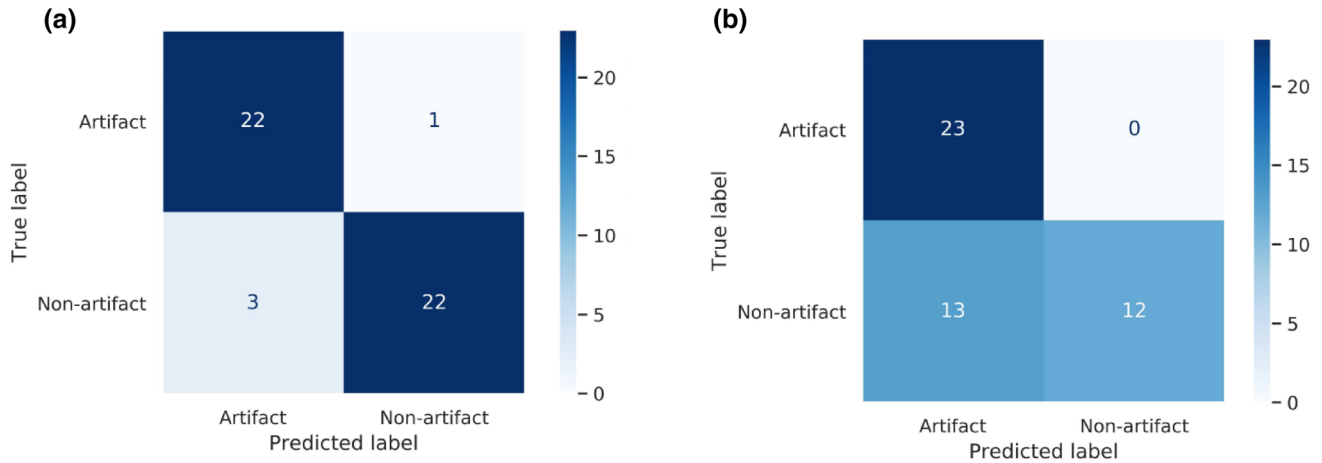 (a)
True label
Artifact
22
1
Non-artifact
3
22
Artifact
Non-artifact
Predicted label
20
15
10
5
0
(b)
True label
Artifact
23
0
Non-artifact
13
12
Artifact
Non-artifact
Predicted label
20
15
10
5
0